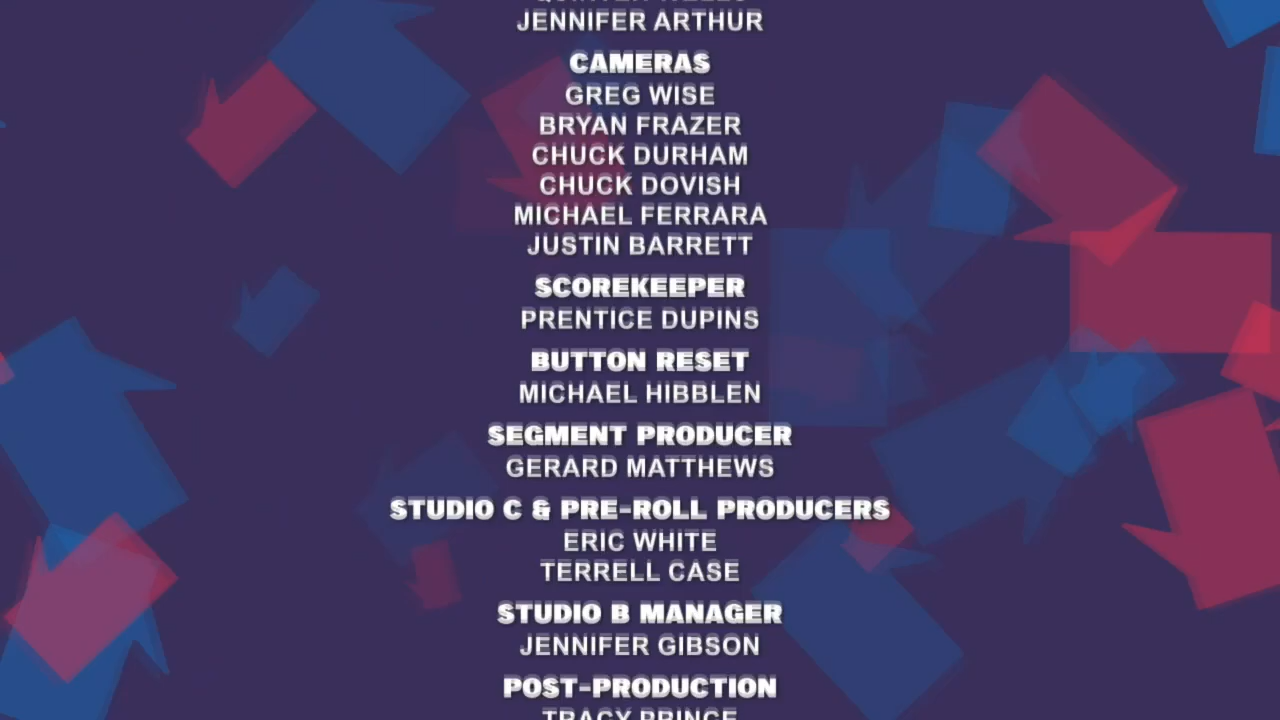 JENNIFER ARTHUR
CAMERAS
GREG WISE
BRYAN FRAZER
CHUCK DURHAM
CHUCK DOVISH
MICHAEL FERRARA
JUSTIN BARRETT
SCOREKEEPER
PRENTICE DUPINS
BUTTON RESET
MICHAEL HIBBLEN
SEGMENT PRODUCER
GERARD MATTHEWS
STUDIO C & PRE-ROLL PRODUCERS
ERIC WHITE
TERRELL CASE
STUDIO B MANAGER
JENNIFER GIBSON
POST-PRODUCTION
TRACY PRINCE